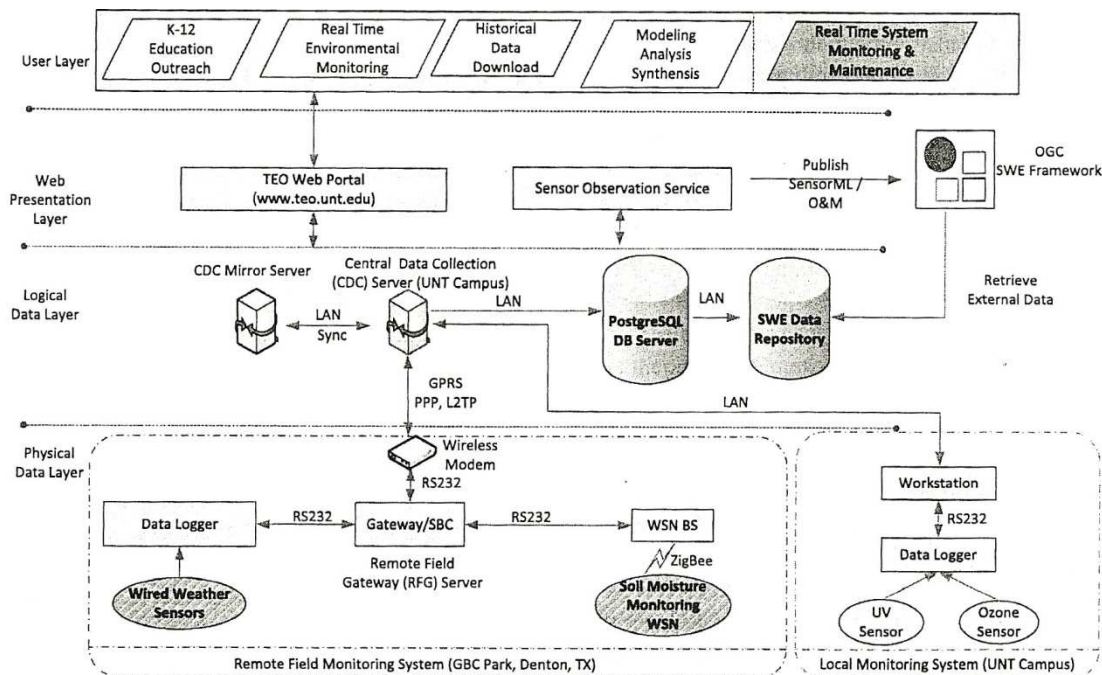 K-12
Education
Outreach
Real Time
Environmental
Monitoring
Historical
Data
Download
Modeling
Analysis
Synthensis
Real Time System
Monitoring &
Maintenance
User Layer
Web
Presentation
Layer
TEO Web Portal
(www.teo.unt.edu)
Sensor Observation Service
Publish
SensorML /
O&M
OGC
SWE Framework
Logical
Data Layer
CDC Mirror Server
Central Data Collection
(CDC) Server (UNT Campus)
LAN
Sync
LAN
PostgreSQL
DB Server
LAN
SWE Data
Repository
Retrieve
External Data
GPRS
PPP, L2TP
LAN
Physical
Data Layer
Wireless
Modem
RS232
Data Logger
RS232
Gateway/SBC
RS232
WSN BS
Remote Field
Gateway (RFG) Server
ZigBee
Wired Weather
Sensors
Soil Moisture
Monitoring
WSN
Remote Field Monitoring System (GBC Park, Denton, TX)
Workstation
RS232
Data Logger
UV
Sensor
Ozone
Sensor
Local Monitoring System (UNT Campus)